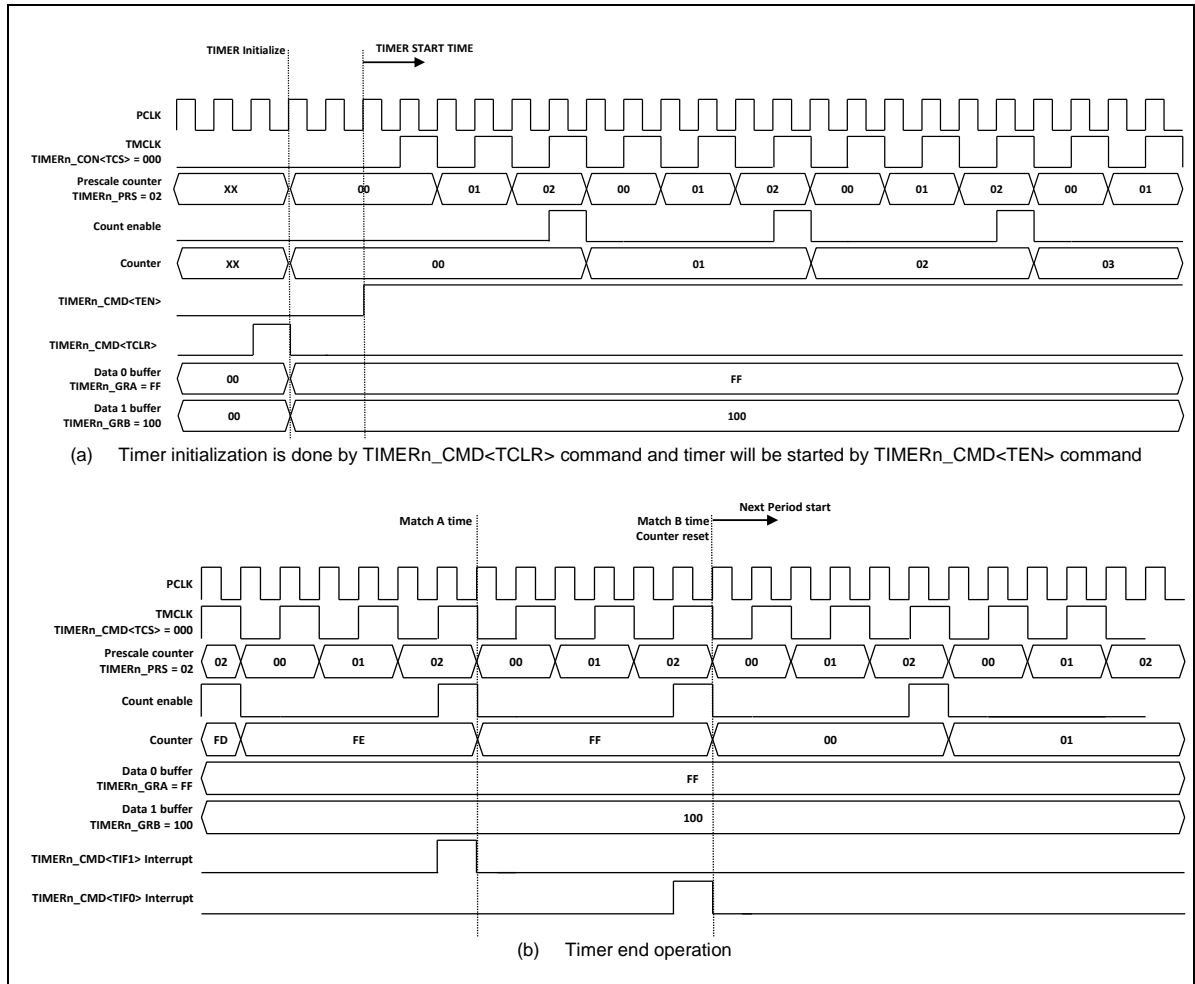 TIMER Initialize
TIMER START TIME
PCLK
TMCLK
TIMERn_CON<TCS> = 000
Prescale counter
TIMERn_PRS = 02
XX 00 01 02 00 01 02 00 01 02 00 01
Count enable
Counter
XX 00 01 02 03
TIMERn_CMD<TEN>
TIMERn_CMD<TCLR>
Data 0 buffer
TIMERn_GRA = FF
00 FF
Data 1 buffer
TIMERn_GRB = 100
00 100
(a) Timer initialization is done by TIMERn_CMD<TCLR> command and timer will be started by TIMERn_CMD<TEN> command
Match A time
Match B time
Counter reset
Next Period start
PCLK
TMCLK
TIMERn_CMD<TCS> = 000
Prescale counter
TIMERn_PRS = 02
02 00 01 02 00 01 02 00 01 02 00 01 02
Count enable
Counter
FD FE FF 00 01
Data 0 buffer
TIMERn_GRA = FF
FF
Data 1 buffer
TIMERn_GRB = 100
100
TIMERn_CMD<TIF1> Interrupt
TIMERn_CMD<TIF0> Interrupt
(b) Timer end operation